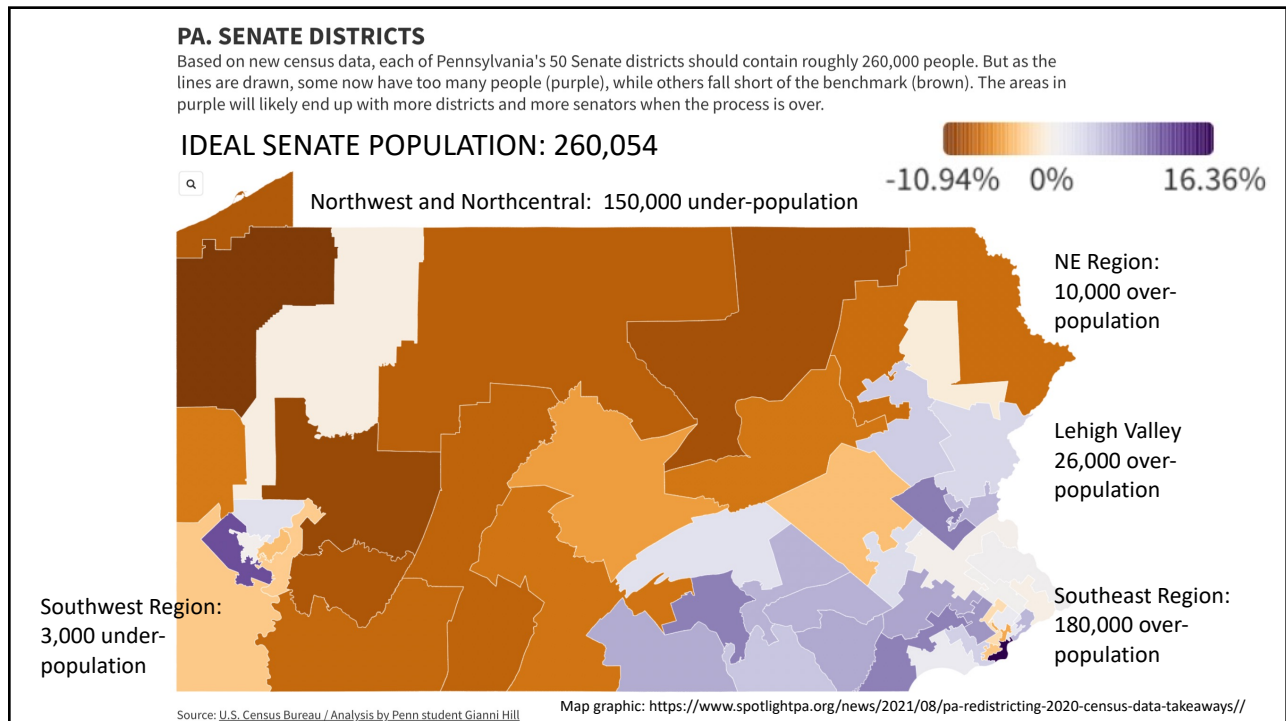 PA. SENATE DISTRICTS
Based on new census data, each of Pennsylvania's 50 Senate districts should contain roughly 260,000 people. But as the
lines are drawn, some now have too many people (purple), while others fall short of the benchmark (brown). The areas in
purple will likely end up with more districts and more senators when the process is over.
IDEAL SENATE POPULATION: 260,054
-10.94% 0% 16.36%
Northwest and Northcentral: 150,000 under-population
NE Region:
10,000 over-
population
Lehigh Valley
26,000 over-
population
Southwest Region:
3,000 under-
population
Southeast Region:
180,000 over-
population
Source: U.S. Census Bureau / Analysis by Penn student Gianni Hill
Map graphic: https://www.spotlightpa.org/news/2021/08/pa-redistricting-2020-census-data-takeaways//